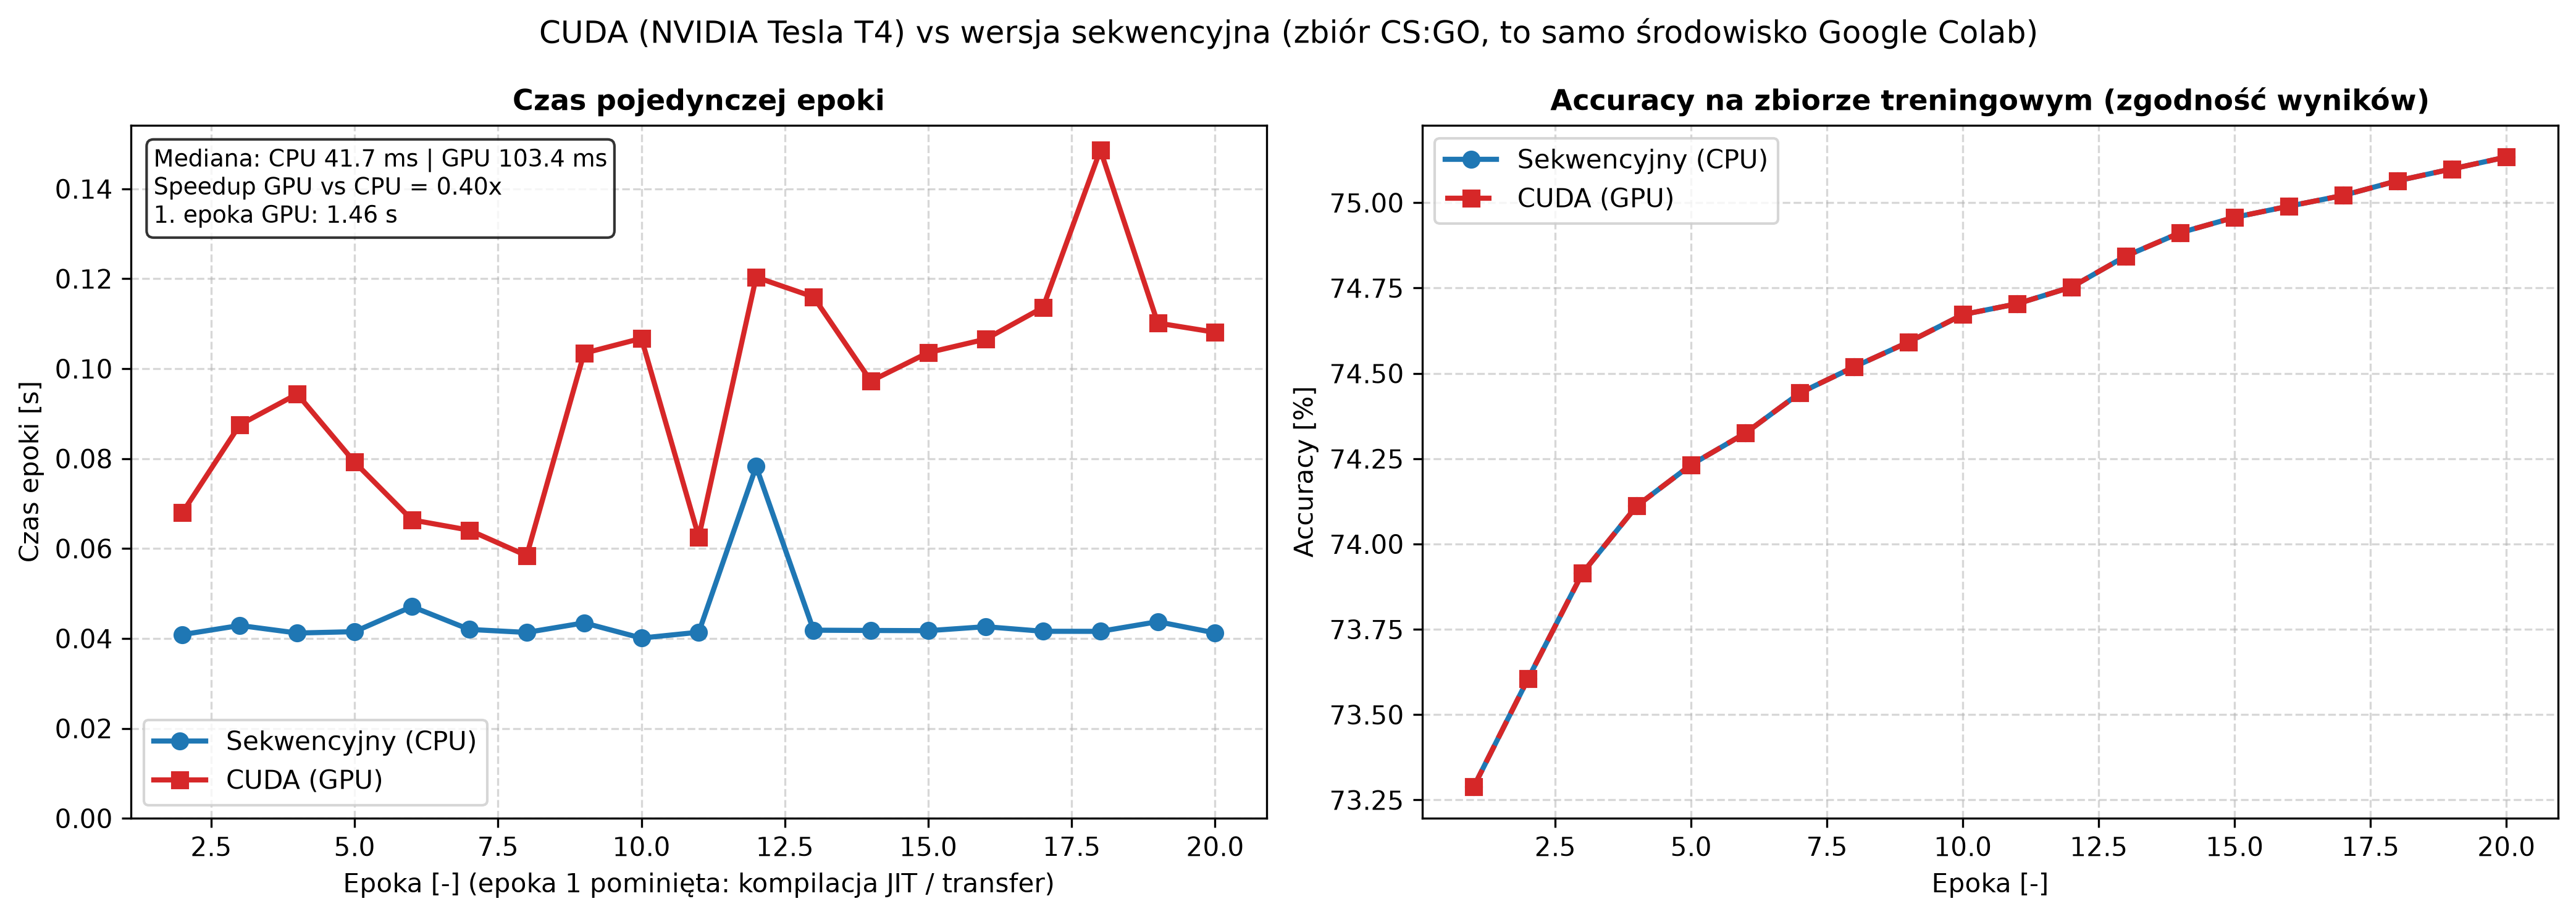 CUDA (NVIDIA Tesla T4) vs wersja sekwencyjna (zbiór CS:GO, to samo środowisko Google Colab)
Czas pojedynczej epoki
Mediana: CPU 41.7 ms | GPU 103.4 ms
Speedup GPU vs CPU = 0.40x
1. epoka GPU: 1.46 s
0.14
0.12
0.10
0.08
0.06
0.04
0.02
0.00
Czas epoki [s]
Sekwencyjny (CPU)
CUDA (GPU)
2.5 5.0 7.5 10.0 12.5 15.0 17.5 20.0
Epoka [-] (epoka 1 pominięta: kompilacja JIT / transfer)
Accuracy na zbiorze treningowym (zgodność wyników)
Sekwencyjny (CPU)
CUDA (GPU)
75.00
74.75
74.50
74.25
74.00
73.75
73.50
73.25
Accuracy [%]
2.5 5.0 7.5 10.0 12.5 15.0 17.5 20.0
Epoka [-]